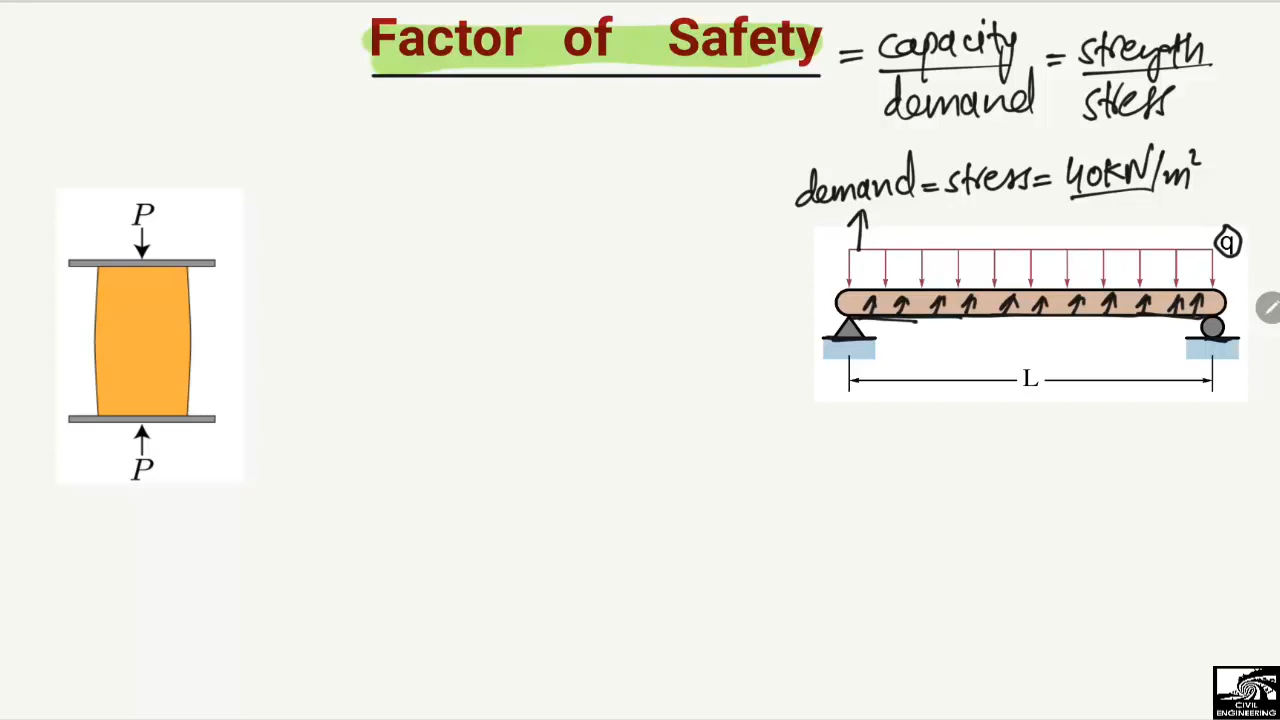 Factor of Safety = capacity / demand = strength / stress
demand = stress = 40KN/m²
P
q
L
P
CIVIL
ENGINEERING